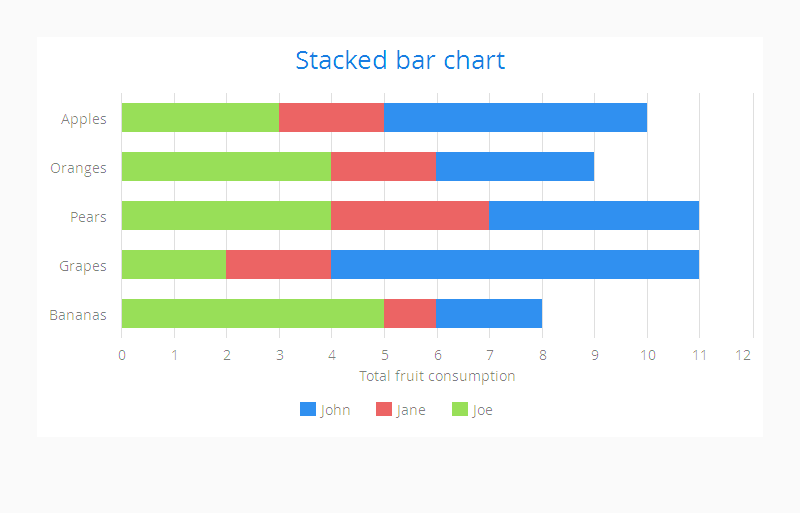 Stacked bar chart
Apples
Oranges
Pears
Grapes
Bananas
0 1 2 3 4 5 6 7 8 9 10 11 12
Total fruit consumption
John Jane Joe